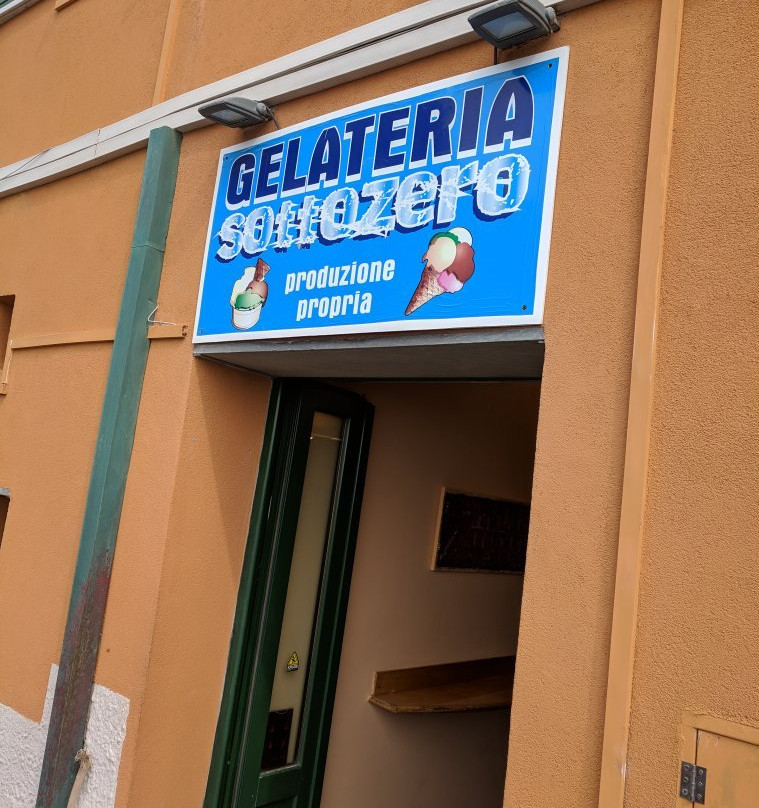 GELATERIA
sottozero
produzione
propria